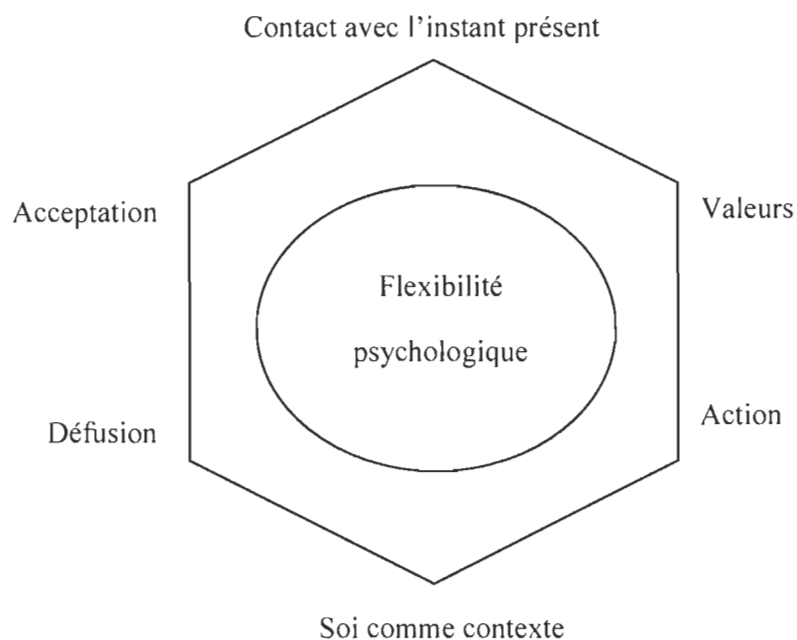 Contact avec l'instant présent
Acceptation
Valeurs
Flexibilité
psychologique
Défusion
Action
Soi comme contexte